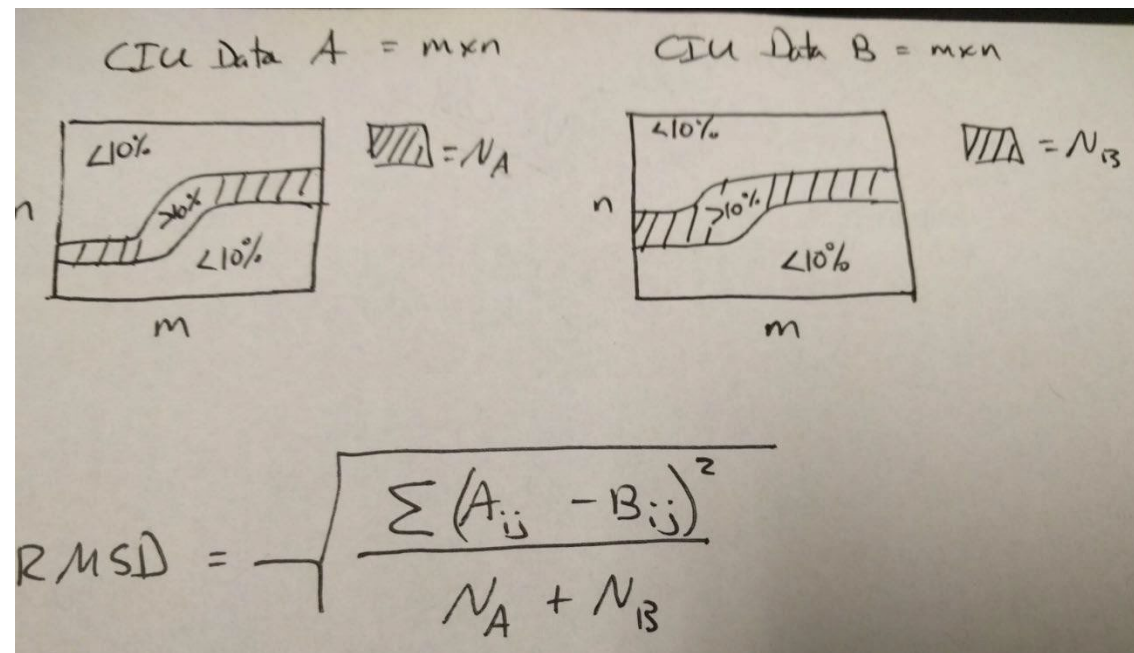 CIU Data A = m×n
CIU Data B = m×n
<10%
= N_A
n
>10%
<10%
m
<10%
= N_B
n
>10%
<10%
m
RMSD = √(Σ(A_ij - B_ij)² / (N_A + N_B))